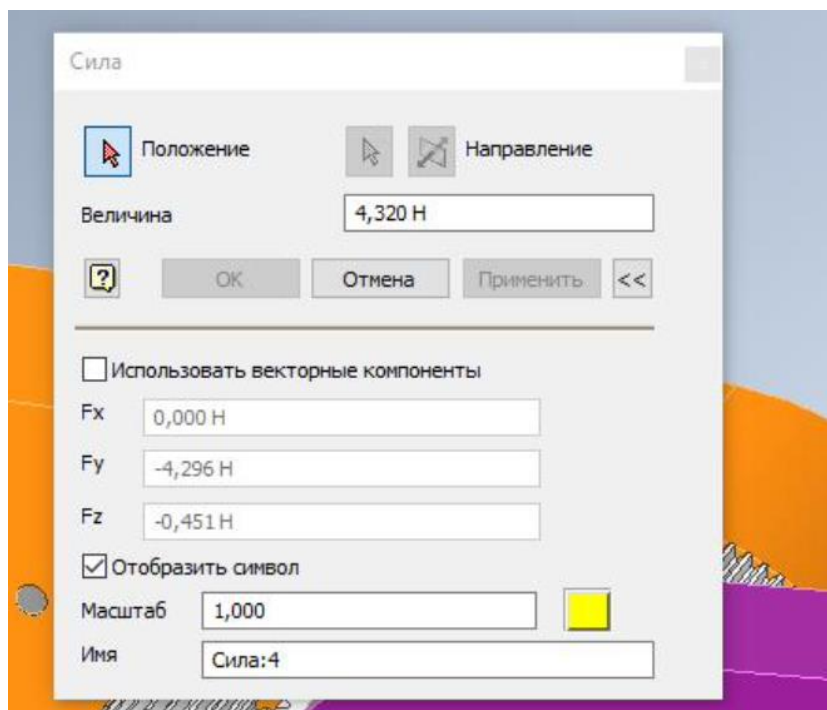 Сила
Положение Направление
Величина 4,320 Н
OK Отмена Применить <<
Использовать векторные компоненты
Fx 0,000 Н
Fy -4,296 Н
Fz -0,451 Н
Отобразить символ
Масштаб 1,000
Имя Сила:4